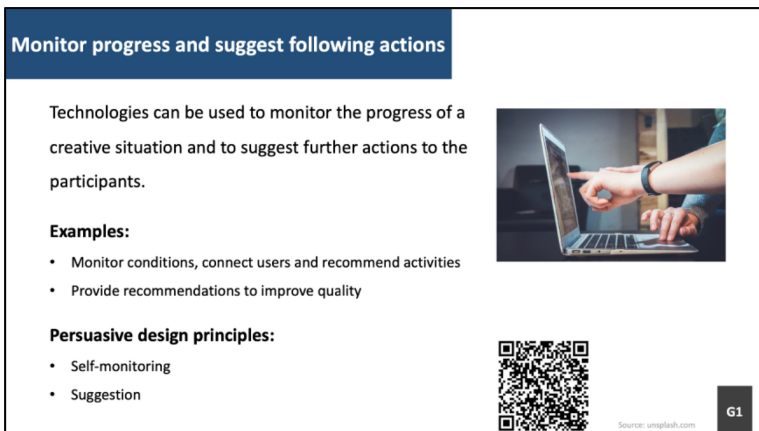 Monitor progress and suggest following actions
Technologies can be used to monitor the progress of a
creative situation and to suggest further actions to the
participants.
Examples:
• Monitor conditions, connect users and recommend activities
• Provide recommendations to improve quality
Persuasive design principles:
• Self-monitoring
• Suggestion
Source: unsplash.com
G1